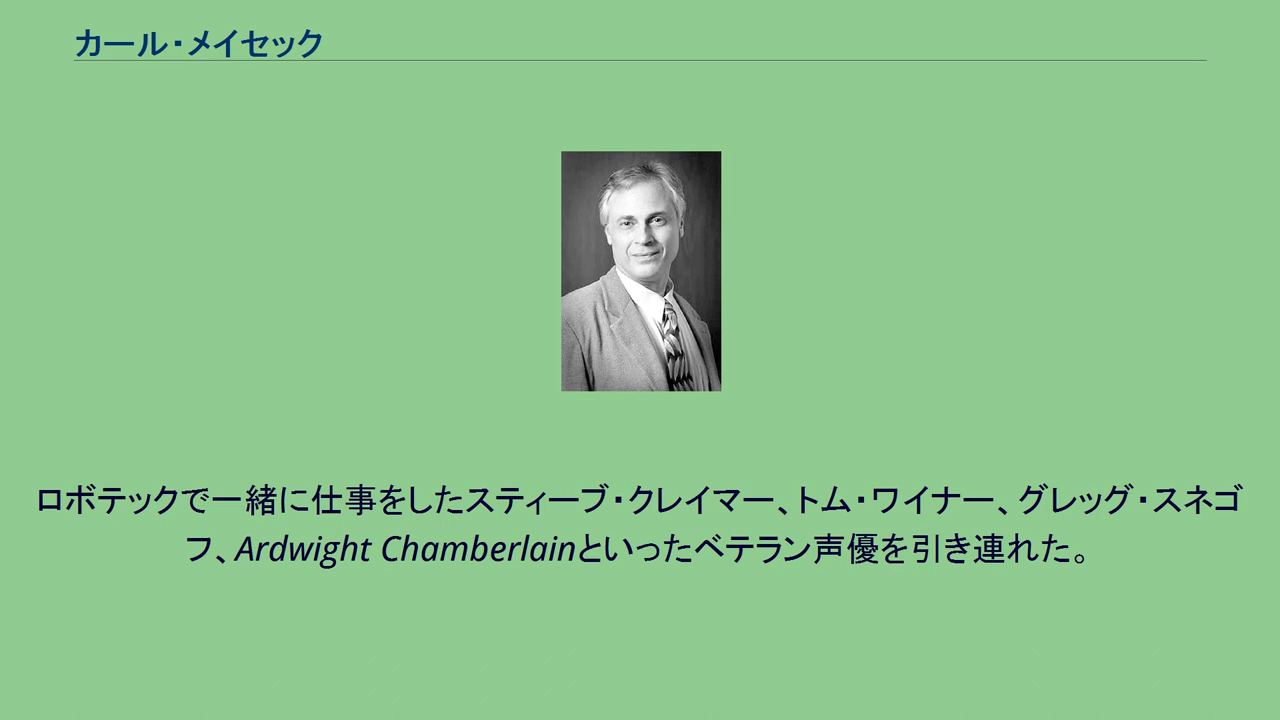 カール・メイセック
ロボテックで一緒に仕事をしたスティーブ・クレイマー、トム・ワイナー、グレッグ・スネゴ
フ、Ardwight Chamberlainといったベテラン声優を引き連れた。